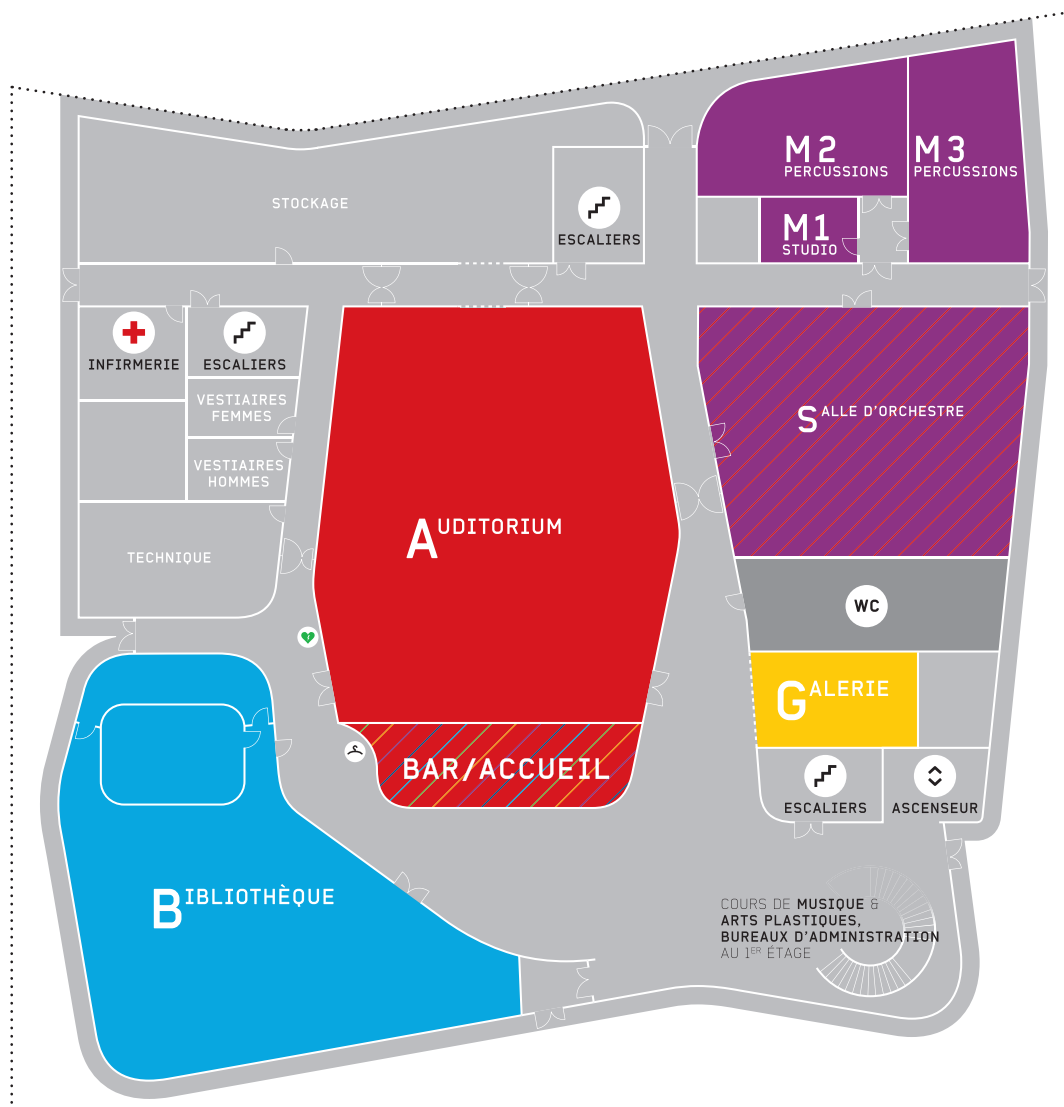 M2
PERCUSSIONS
M3
PERCUSSIONS
STOCKAGE
M1
STUDIO
ESCALIERS
INFIRMERIE
ESCALIERS
VESTIAIRES
FEMMES
VESTIAIRES
HOMMES
SALLE D'ORCHESTRE
AUDITORIUM
TECHNIQUE
WC
GALERIE
BAR/ACCUEIL
ESCALIERS
ASCENSEUR
BIBLIOTHÈQUE
COURS DE MUSIQUE &
ARTS PLASTIQUES,
BUREAUX D'ADMINISTRATION
AU 1ER ÉTAGE